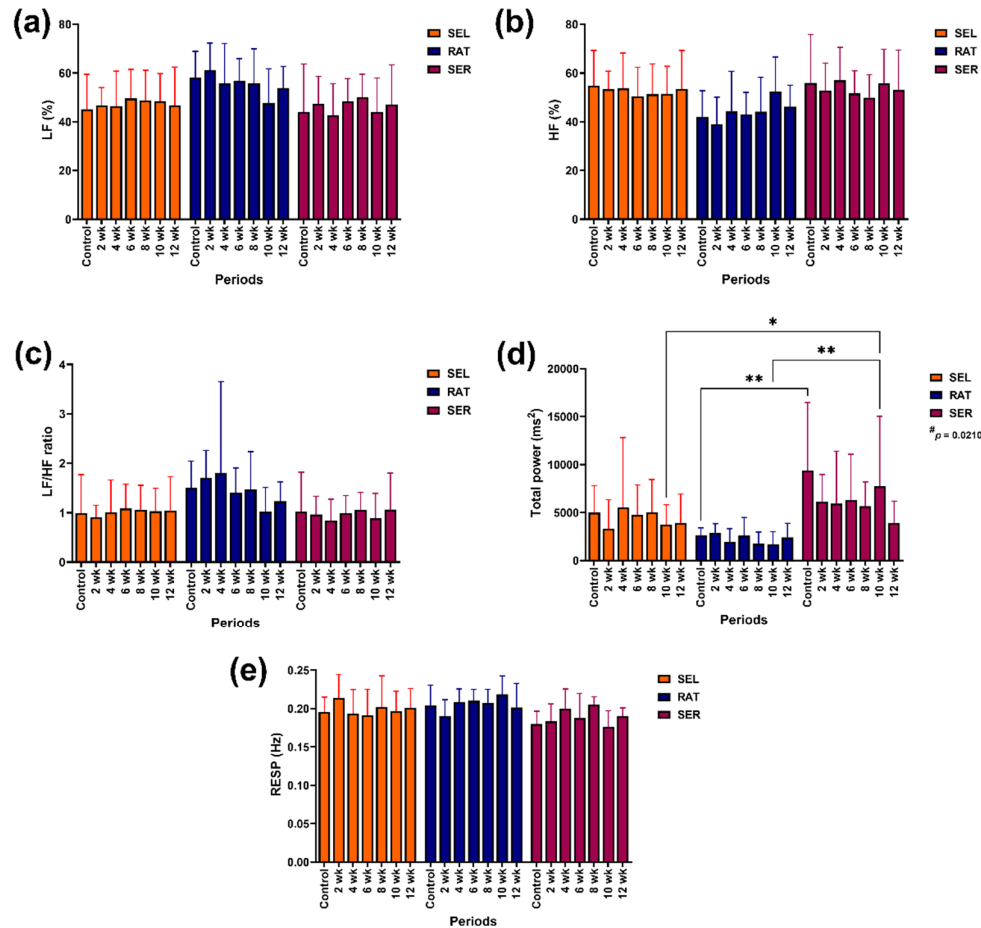 (a)
80
60
40
20
0
LF (%)
SEL
RAT
SER
Control
2 wk
4 wk
6 wk
8 wk
10 wk
12 wk
Control
2 wk
4 wk
6 wk
8 wk
10 wk
12 wk
Control
2 wk
4 wk
6 wk
8 wk
10 wk
12 wk
Periods
(b)
80
60
40
20
0
HF (%)
SEL
RAT
SER
Control
2 wk
4 wk
6 wk
8 wk
10 wk
12 wk
Control
2 wk
4 wk
6 wk
8 wk
10 wk
12 wk
Control
2 wk
4 wk
6 wk
8 wk
10 wk
12 wk
Periods
(c)
4
3
2
1
0
LF/HF ratio
SEL
RAT
SER
Control
2 wk
4 wk
6 wk
8 wk
10 wk
12 wk
Control
2 wk
4 wk
6 wk
8 wk
10 wk
12 wk
Control
2 wk
4 wk
6 wk
8 wk
10 wk
12 wk
Periods
(d)
*
**
**
20000
15000
10000
5000
0
Total power (ms²)
SEL
RAT
SER
#p = 0.0210
Control
2 wk
4 wk
6 wk
8 wk
10 wk
12 wk
Control
2 wk
4 wk
6 wk
8 wk
10 wk
12 wk
Control
2 wk
4 wk
6 wk
8 wk
10 wk
12 wk
Periods
(e)
0.25
0.20
0.15
0.10
0.05
0.00
RESP (Hz)
SEL
RAT
SER
Control
2 wk
4 wk
6 wk
8 wk
10 wk
12 wk
Control
2 wk
4 wk
6 wk
8 wk
10 wk
12 wk
Control
2 wk
4 wk
6 wk
8 wk
10 wk
12 wk
Periods